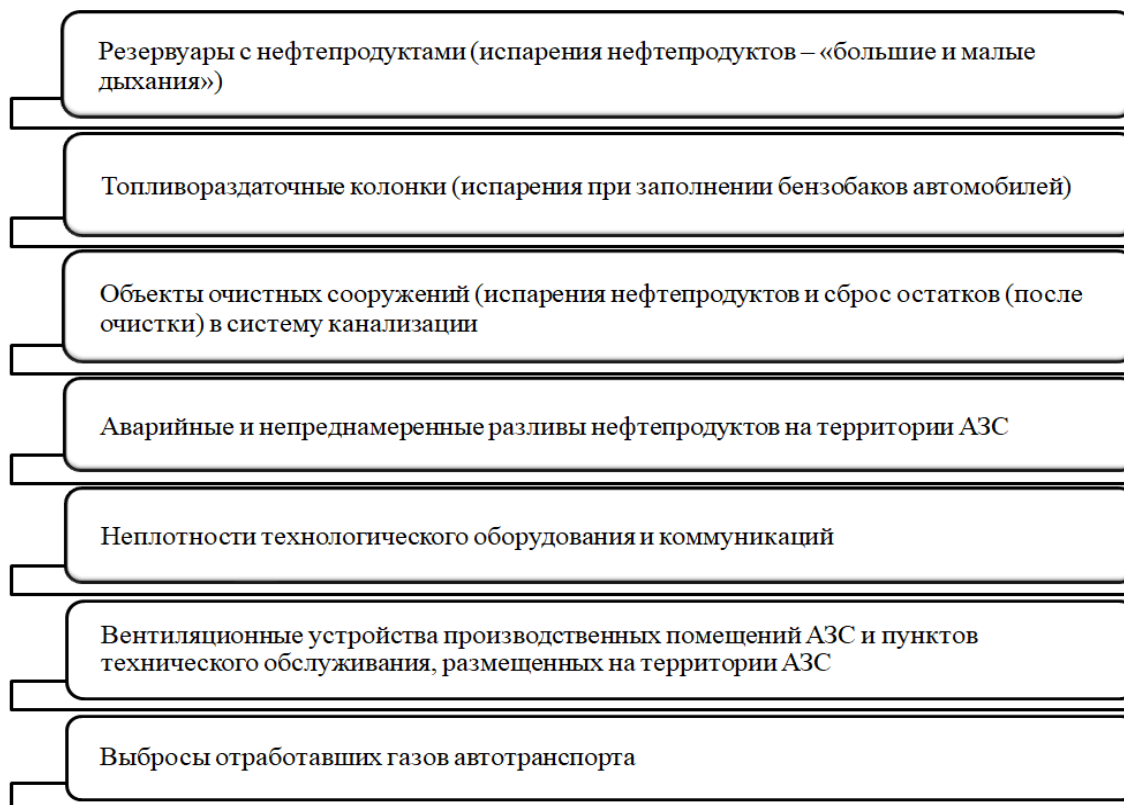 Резервуары с нефтепродуктами (испарения нефтепродуктов – «большие и малые
дыхания»)
Топливораздаточные колонки (испарения при заполнении бензобаков автомобилей)
Объекты очистных сооружений (испарения нефтепродуктов и сброс остатков (после
очистки) в систему канализации
Аварийные и непреднамеренные разливы нефтепродуктов на территории АЗС
Неплотности технологического оборудования и коммуникаций
Вентиляционные устройства производственных помещений АЗС и пунктов
технического обслуживания, размещенных на территории АЗС
Выбросы отработавших газов автотранспорта